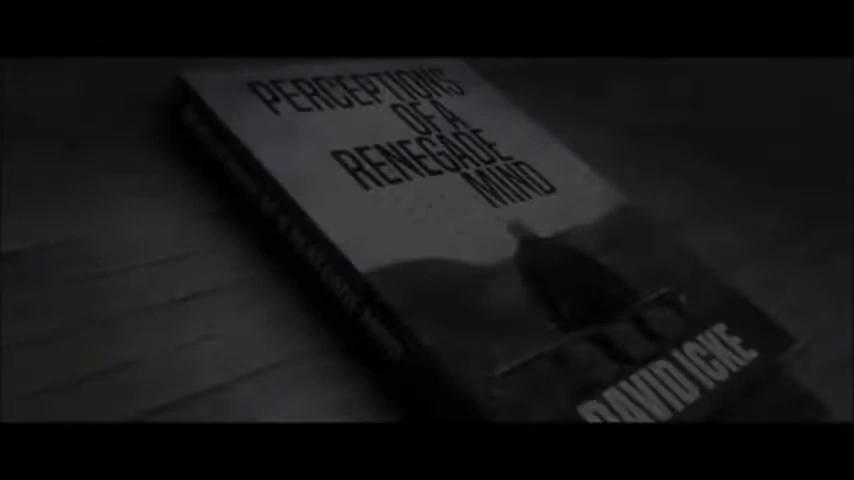 PERCEPTIONS
OF A
RENEGADE
MIND
DAVID ICKE